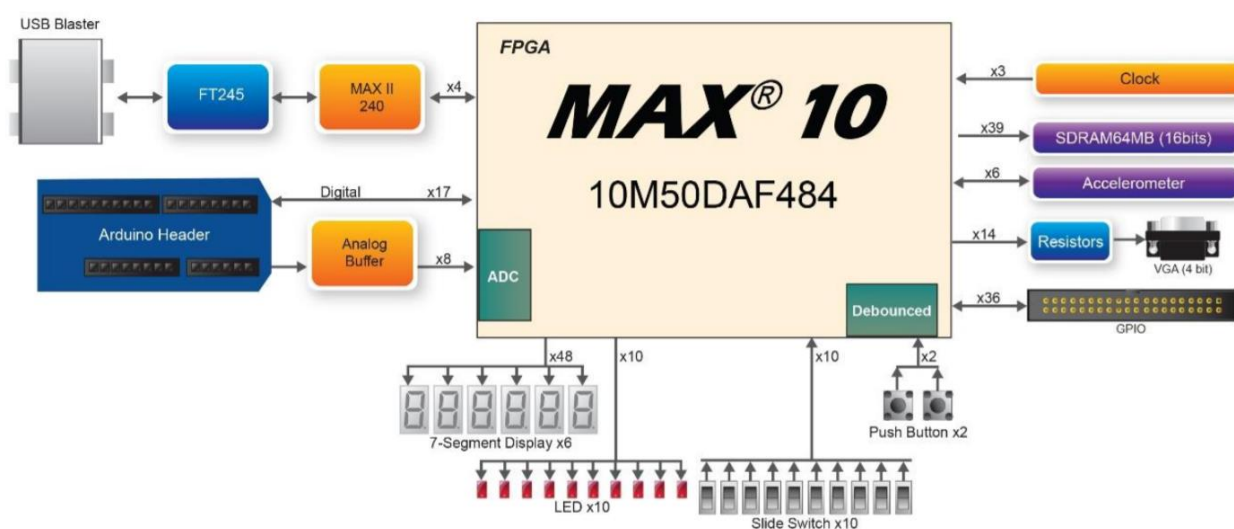 USB Blaster
FT245
MAX II
240
x4
FPGA
MAX® 10
10M50DAF484
x3
Clock
x39
SDRAM64MB (16bits)
x6
Accelerometer
x14
Resistors
VGA (4 bit)
x36
GPIO
Digital
x17
Arduino Header
Analog
Buffer
x8
ADC
Debounced
x48
x10
x10
x2
7-Segment Display x6
Push Button x2
LED x10
Slide Switch x10